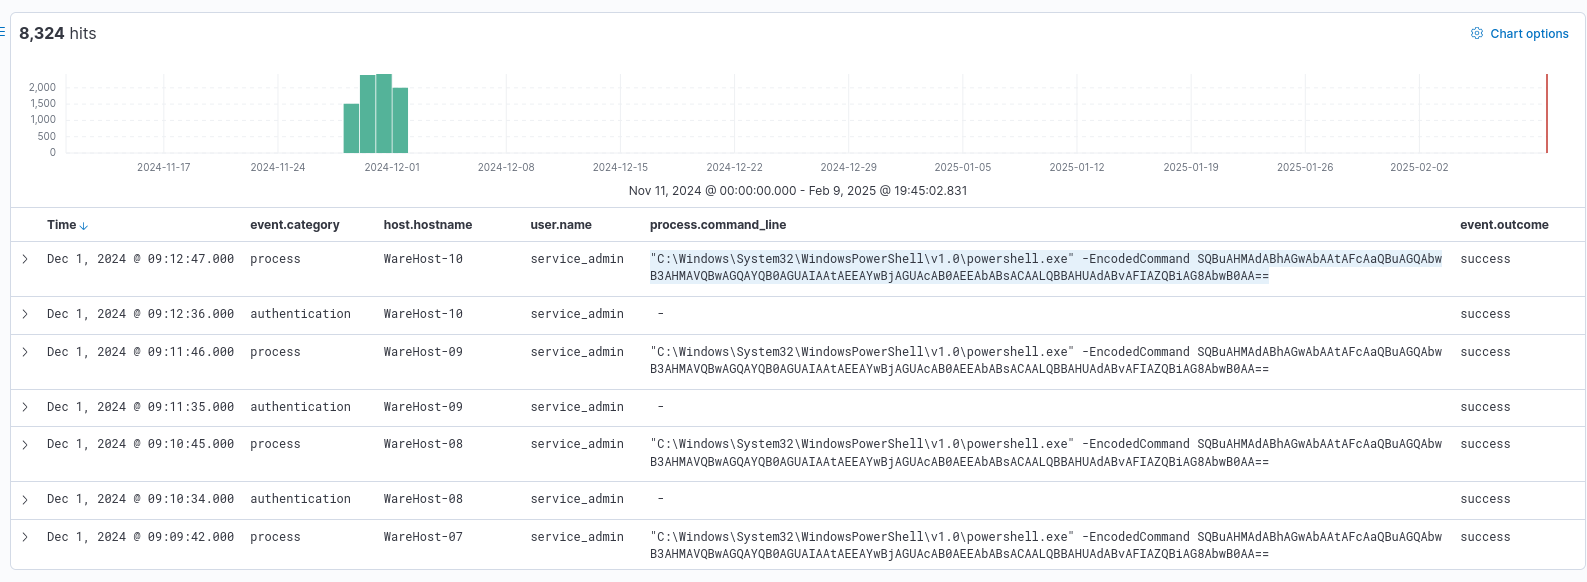 8,324 hits
Chart options
2,000
1,500
1,000
500
0
2024-11-17 2024-11-24 2024-12-01 2024-12-08 2024-12-15 2024-12-22 2024-12-29 2025-01-05 2025-01-12 2025-01-19 2025-01-26 2025-02-02
Nov 11, 2024 @ 00:00:00.000 - Feb 9, 2025 @ 19:45:02.831
Time event.category host.hostname user.name process.command_line event.outcome
Dec 1, 2024 @ 09:12:47.000 process WareHost-10 service_admin "C:\Windows\System32\WindowsPowerShell\v1.0\powershell.exe" -EncodedCommand SQBuAHMAdABhAGwAbAAtAFcAaQBuAGQAbw success
B3AHMAVQBwAGQAYQB0AGUAIAAtAEEAYwBjAGUAcAB0AEEAbABsACAALQBBAHUAdABvAFIAZQBiAG8AbwB0AA==
Dec 1, 2024 @ 09:12:36.000 authentication WareHost-10 service_admin - success
Dec 1, 2024 @ 09:11:46.000 process WareHost-09 service_admin "C:\Windows\System32\WindowsPowerShell\v1.0\powershell.exe" -EncodedCommand SQBuAHMAdABhAGwAbAAtAFcAaQBuAGQAbw success
B3AHMAVQBwAGQAYQB0AGUAIAAtAEEAYwBjAGUAcAB0AEEAbABsACAALQBBAHUAdABvAFIAZQBiAG8AbwB0AA==
Dec 1, 2024 @ 09:11:35.000 authentication WareHost-09 service_admin - success
Dec 1, 2024 @ 09:10:45.000 process WareHost-08 service_admin "C:\Windows\System32\WindowsPowerShell\v1.0\powershell.exe" -EncodedCommand SQBuAHMAdABhAGwAbAAtAFcAaQBuAGQAbw success
B3AHMAVQBwAGQAYQB0AGUAIAAtAEEAYwBjAGUAcAB0AEEAbABsACAALQBBAHUAdABvAFIAZQBiAG8AbwB0AA==
Dec 1, 2024 @ 09:10:34.000 authentication WareHost-08 service_admin - success
Dec 1, 2024 @ 09:09:42.000 process WareHost-07 service_admin "C:\Windows\System32\WindowsPowerShell\v1.0\powershell.exe" -EncodedCommand SQBuAHMAdABhAGwAbAAtAFcAaQBuAGQAbw success
B3AHMAVQBwAGQAYQB0AGUAIAAtAEEAYwBjAGUAcAB0AEEAbABsACAALQBBAHUAdABvAFIAZQBiAG8AbwB0AA==